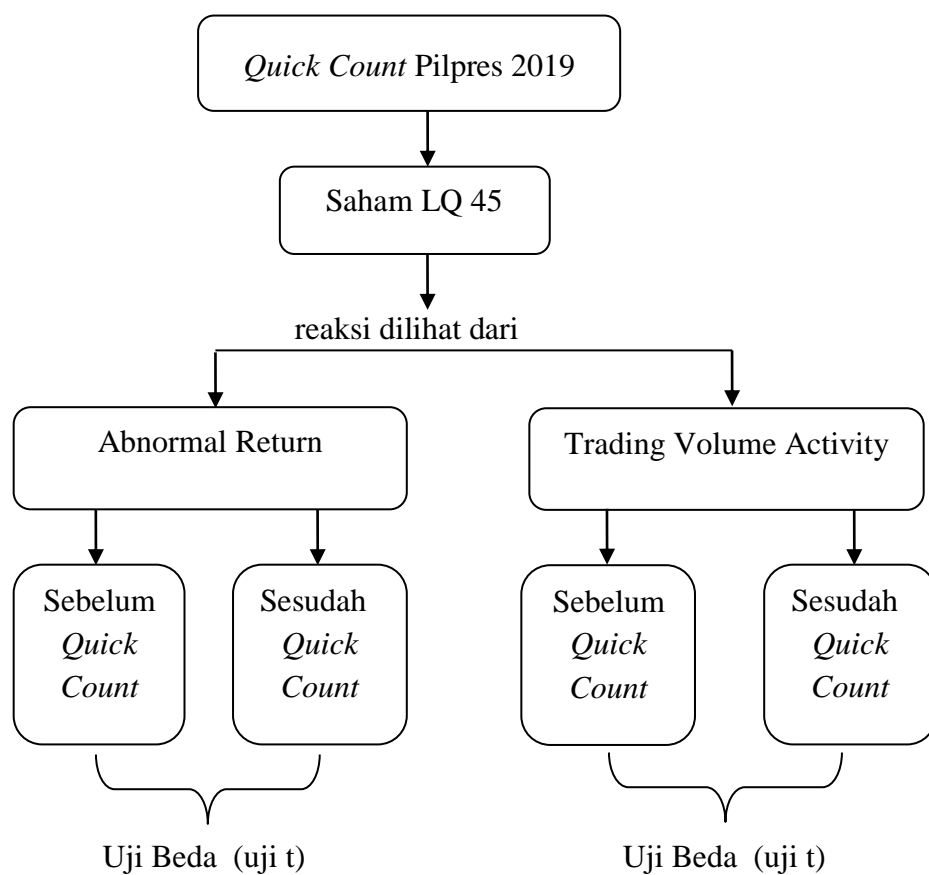 Quick Count Pilpres 2019
Saham LQ 45
reaksi dilihat dari
Abnormal Return
Trading Volume Activity
Sebelum
Quick
Count
Sesudah
Quick
Count
Sebelum
Quick
Count
Sesudah
Quick
Count
Uji Beda (uji t)
Uji Beda (uji t)